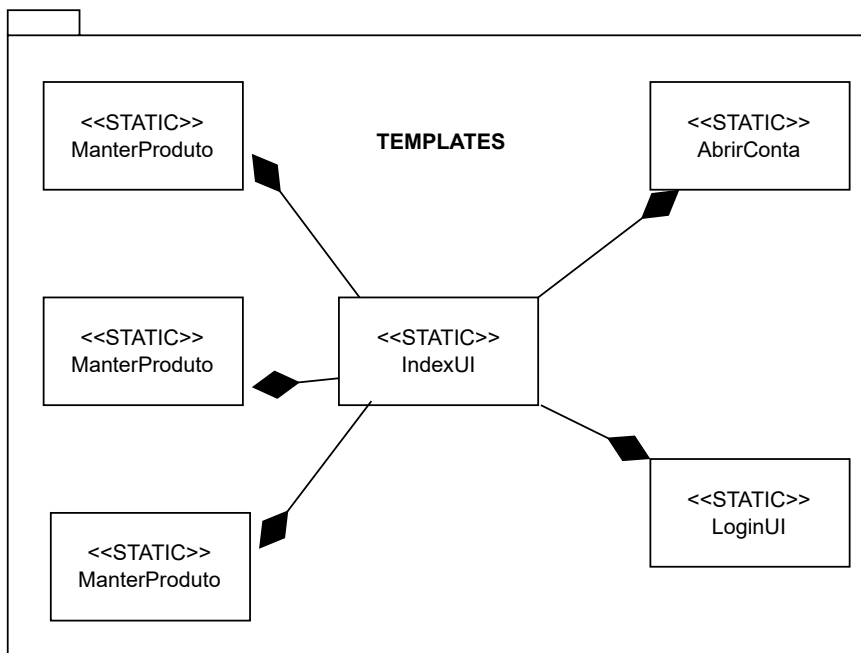 <<STATIC>>
ManterProduto
TEMPLATES
<<STATIC>>
AbrirConta
<<STATIC>>
ManterProduto
<<STATIC>>
IndexUI
<<STATIC>>
LoginUI
<<STATIC>>
ManterProduto